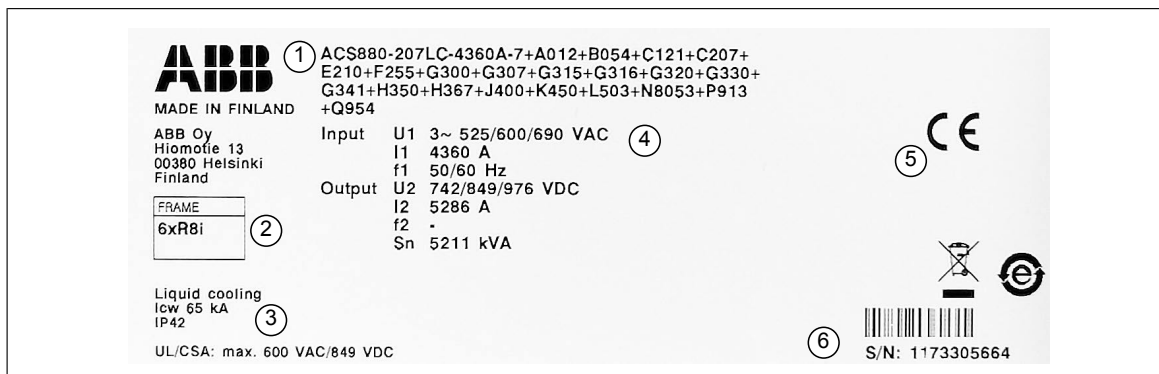 ABB
MADE IN FINLAND
ABB Oy
Hiomotie 13
00380 Helsinki
Finland
FRAME
6xR8i
2
Liquid cooling
Icw 65 kA
IP42
3
UL/CSA: max. 600 VAC/849 VDC
1
ACS880-207LC-4360A-7+A012+B054+C121+C207+
E210+F255+G300+G307+G315+G316+G320+G330+
G341+H350+H367+J400+K450+L503+N8053+P913
+Q954
Input U1 3~ 525/600/690 VAC
I1 4360 A
f1 50/60 Hz
Output U2 742/849/976 VDC
I2 5286 A
f2 -
Sn 5211 kVA
4
CE
5
e
6
S/N: 1173305664